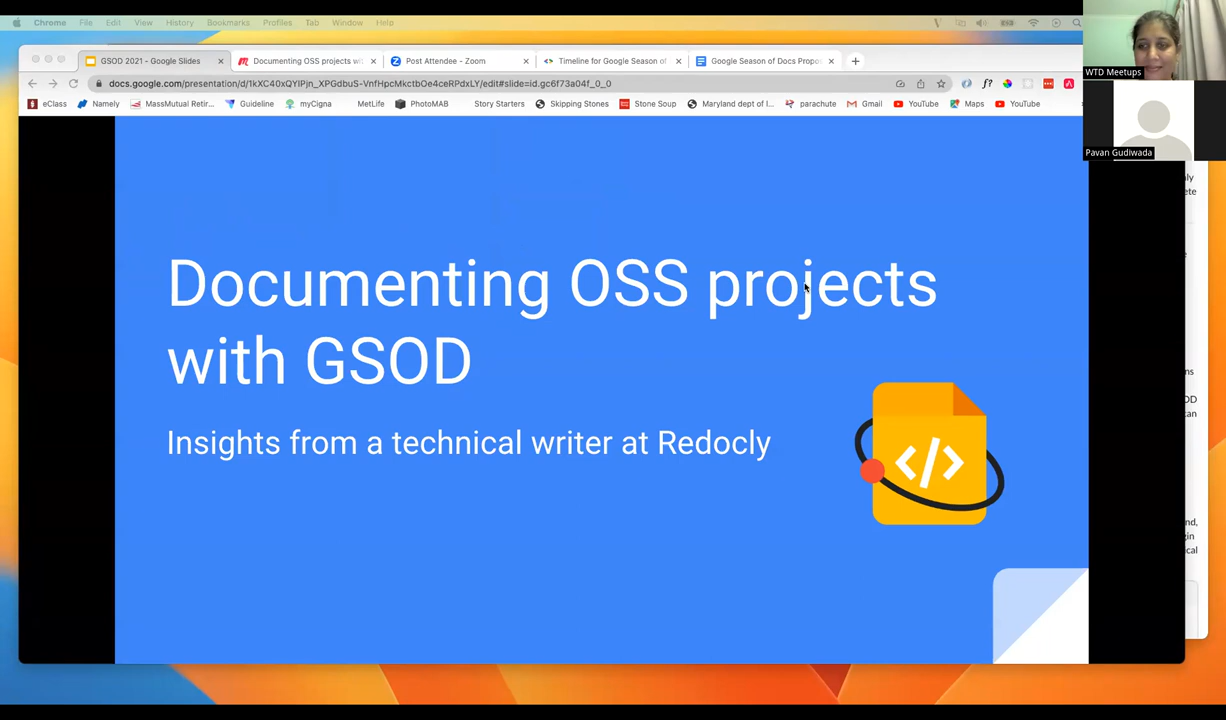 Chrome File Edit View History Bookmarks Profiles Tab Window Help
WTD Meetups
GSOD 2021 - Google Slides
Documenting OSS projects wi
Post Attendee - Zoom
Timeline for Google Season of
Google Season of Docs Propo
docs.google.com/presentation/d/1kXC40xQYlPjn_XPGdbuS-VnfHpcMkctbOe4ceRPdxLY/edit#slide=id.gc6f73a04f_0_0
eClass Namely MassMutual Retir... Guideline myCigna MetLife PhotoMAB Story Starters Skipping Stones Stone Soup Maryland dept of l... parachute Gmail YouTube Maps YouTube
Pavan Gudiwada
Documenting OSS projects
with GSOD
Insights from a technical writer at Redocly